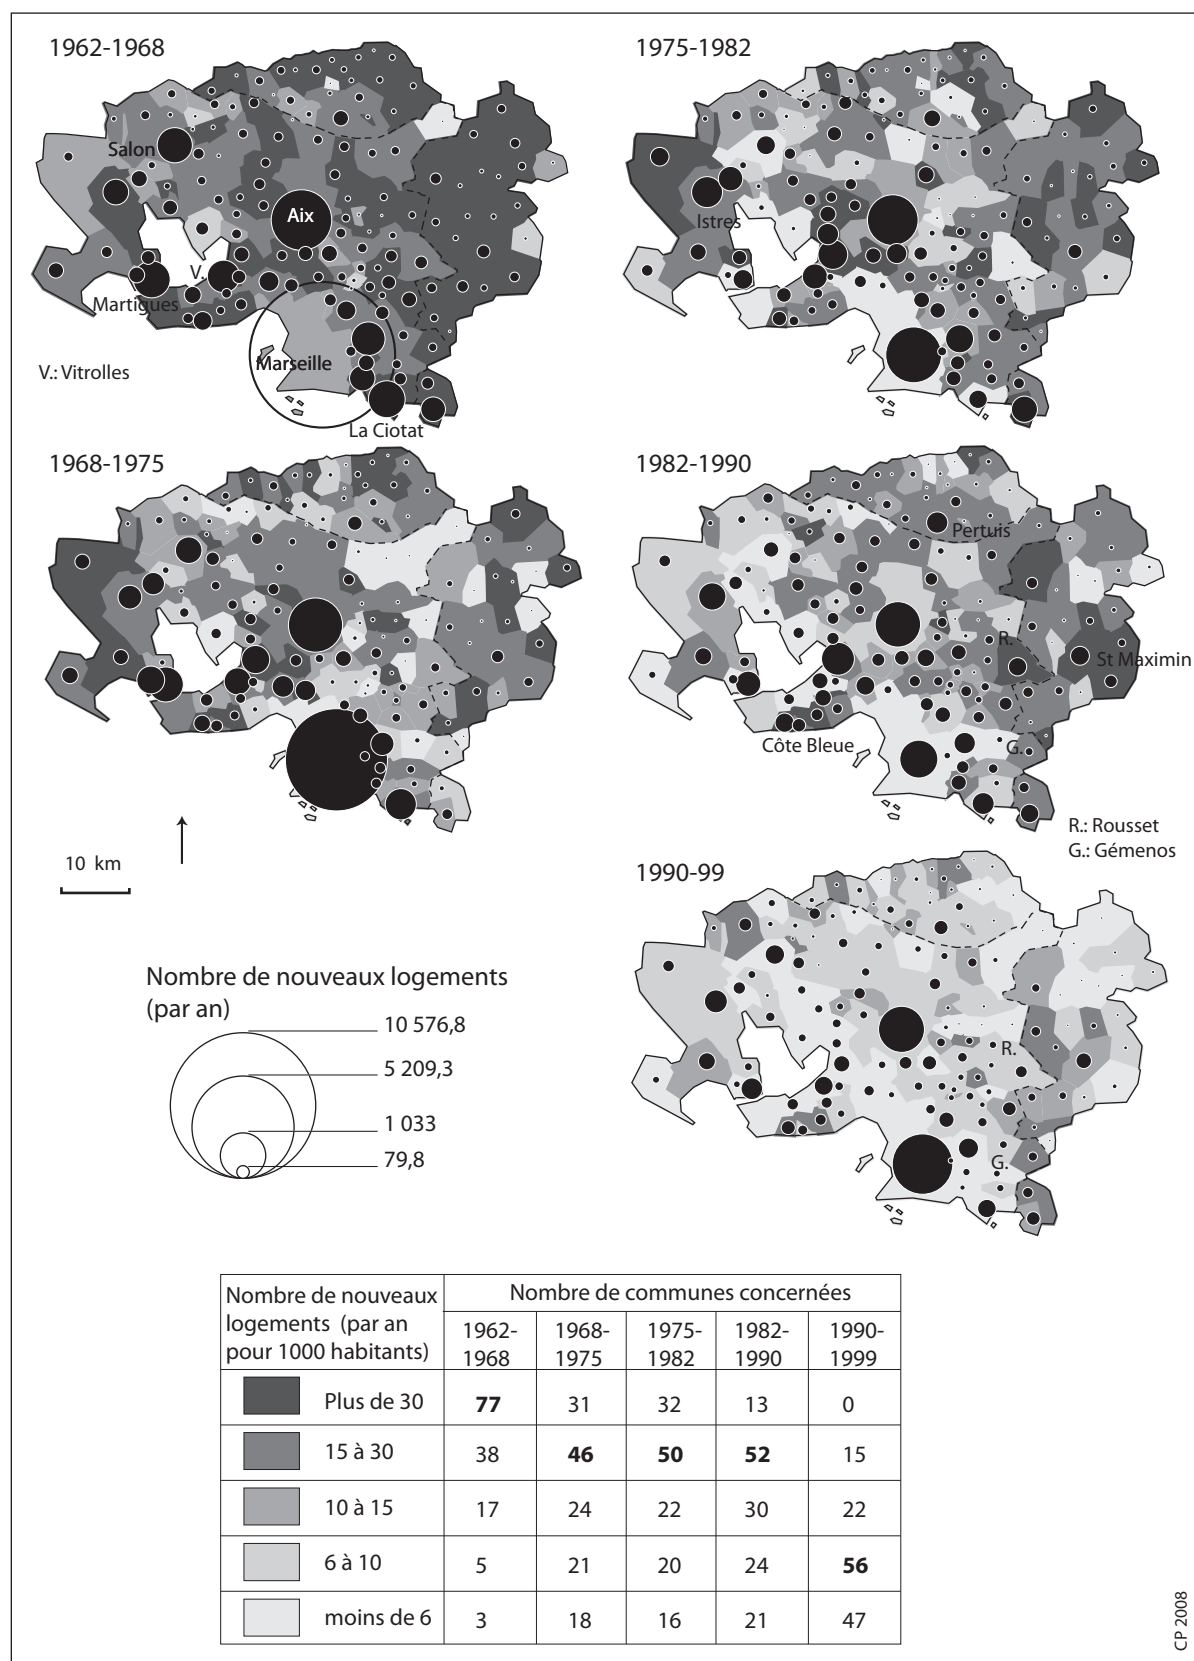 1962-1968
Salon
Aix
V.
Martigues
Marseille
V.: Vitrolles
La Ciotat
1975-1982
Istres
1968-1975
10 km
1982-1990
Pertuis
R.
St Maximin
Côte Bleue
G.
R.: Rousset
G.: Gémenos
1990-99
R.
G.
Nombre de nouveaux logements
(par an)
10 576,8
5 209,3
1 033
79,8
Nombre de nouveaux
logements (par an
pour 1000 habitants)
Nombre de communes concernées
1962-
1968
1968-
1975
1975-
1982
1982-
1990
1990-
1999
Plus de 30 77 31 32 13 0
15 à 30 38 46 50 52 15
10 à 15 17 24 22 30 22
6 à 10 5 21 20 24 56
moins de 6 3 18 16 21 47
CP 2008